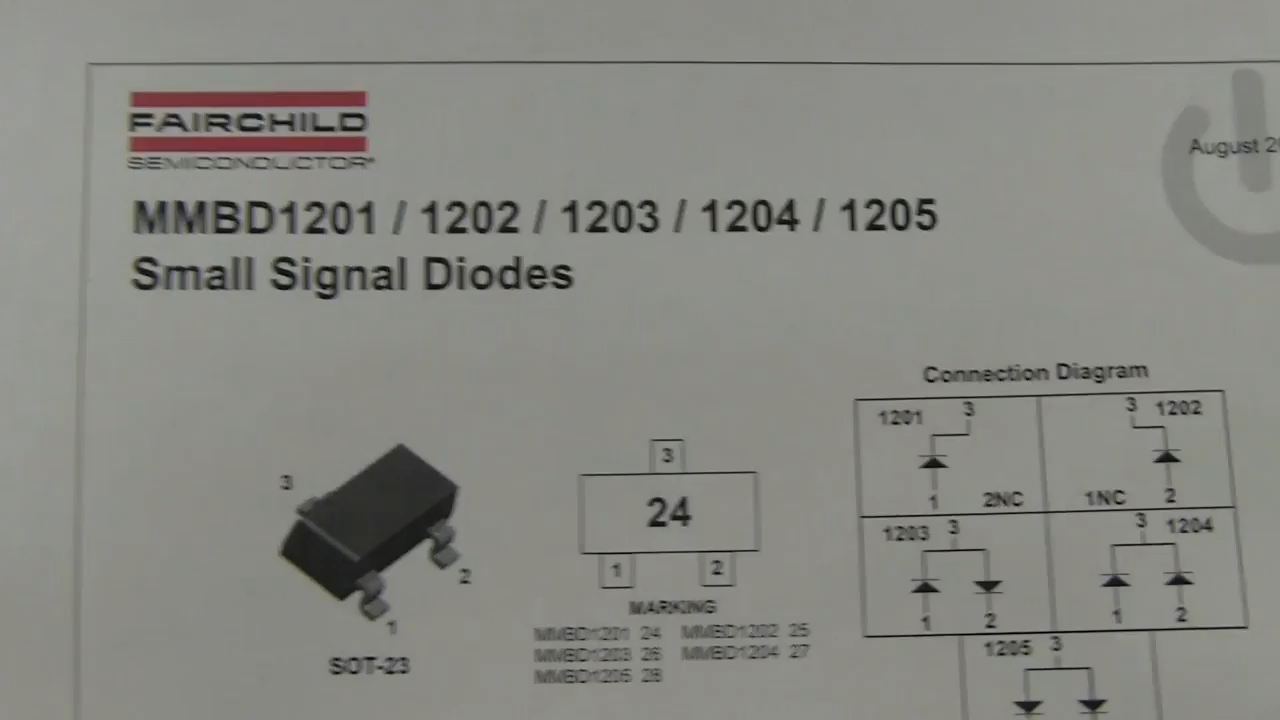 FAIRCHILD
SEMICONDUCTOR®
August 20
MMBD1201 / 1202 / 1203 / 1204 / 1205
Small Signal Diodes
Connection Diagram
1201 3
1 2NC
3 1202
1NC 2
1203 3
1 2
3 1204
1 2
1205 3
3
2
1
SOT-23
3
24
1 2
MARKING
MMBD1201 24 MMBD1202 25
MMBD1203 26 MMBD1204 27
MMBD1205 28